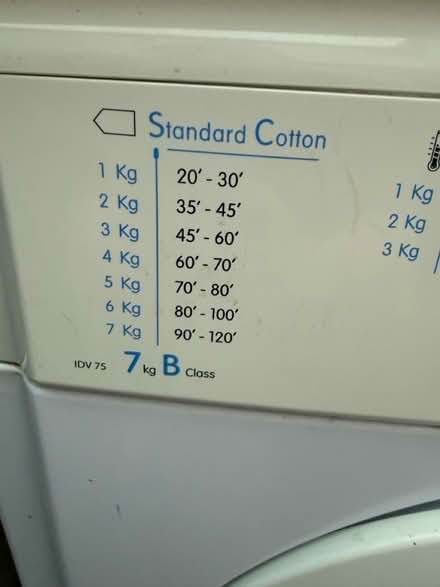 Standard Cotton
1 Kg 20' - 30'
2 Kg 35' - 45'
3 Kg 45' - 60'
4 Kg 60' - 70'
5 Kg 70' - 80'
6 Kg 80' - 100'
7 Kg 90' - 120'
IDV 75 7 kg B Class
1 Kg
2 Kg
3 Kg